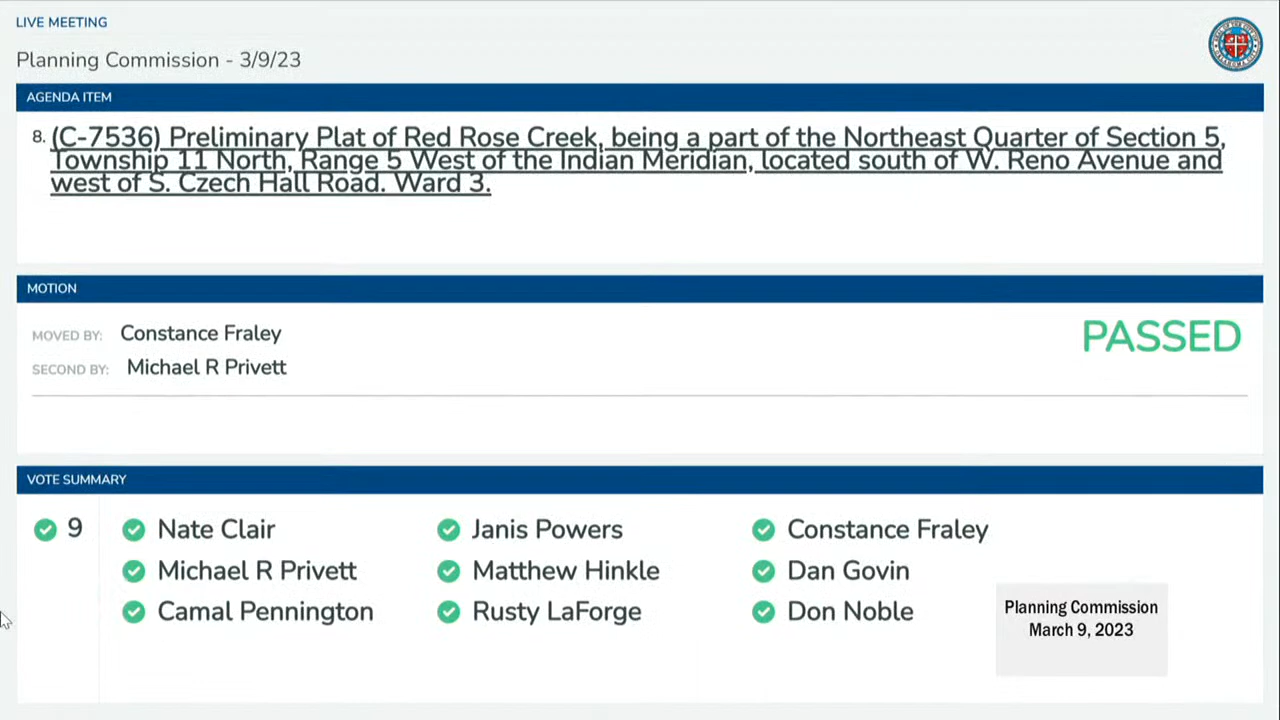 LIVE MEETING
Planning Commission - 3/9/23
AGENDA ITEM
8. (C-7536) Preliminary Plat of Red Rose Creek, being a part of the Northeast Quarter of Section 5,
Township 11 North, Range 5 West of the Indian Meridian, located south of W. Reno Avenue and
west of S. Czech Hall Road. Ward 3.
MOTION
MOVED BY: Constance Fraley
PASSED
SECOND BY: Michael R Privett
VOTE SUMMARY
9 Nate Clair Janis Powers Constance Fraley
Michael R Privett Matthew Hinkle Dan Govin
Camal Pennington Rusty LaForge Don Noble
Planning Commission
March 9, 2023